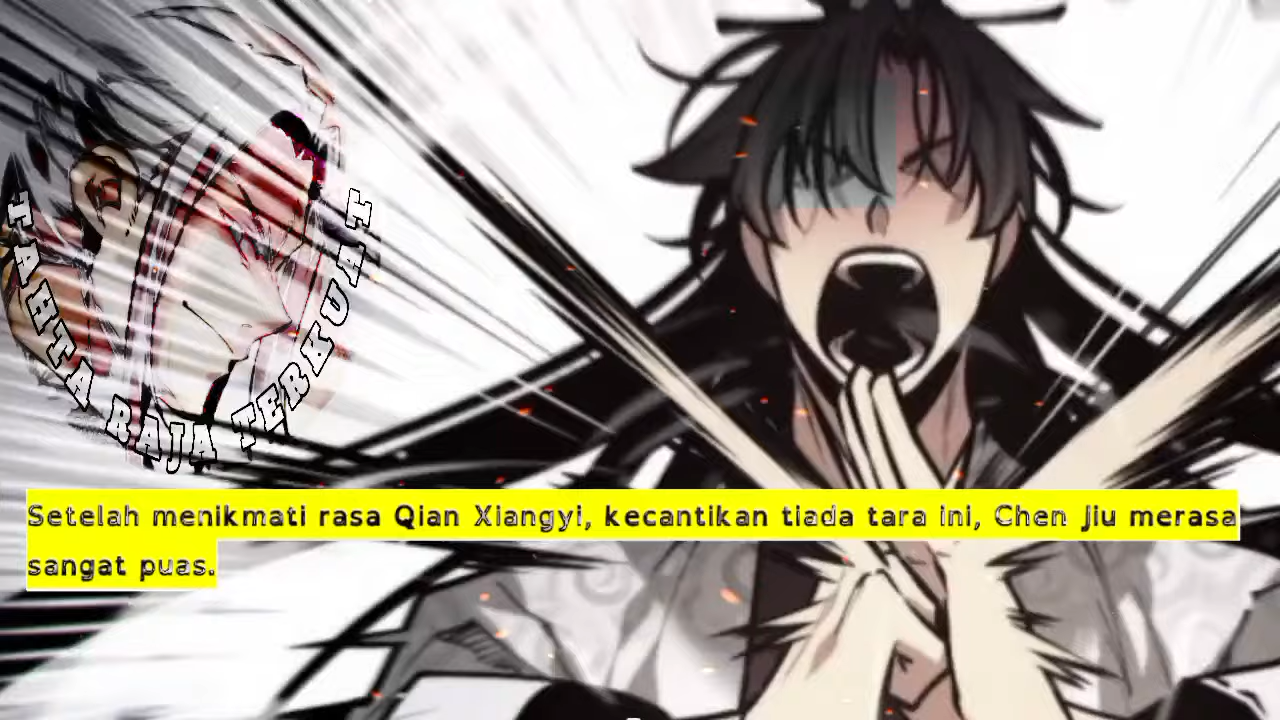 TAHTA RAJA TERKUAT
Setelah menikmati rasa Qian Xiangyi, kecantikan tiada tara ini, Chen Jiu merasa
sangat puas.